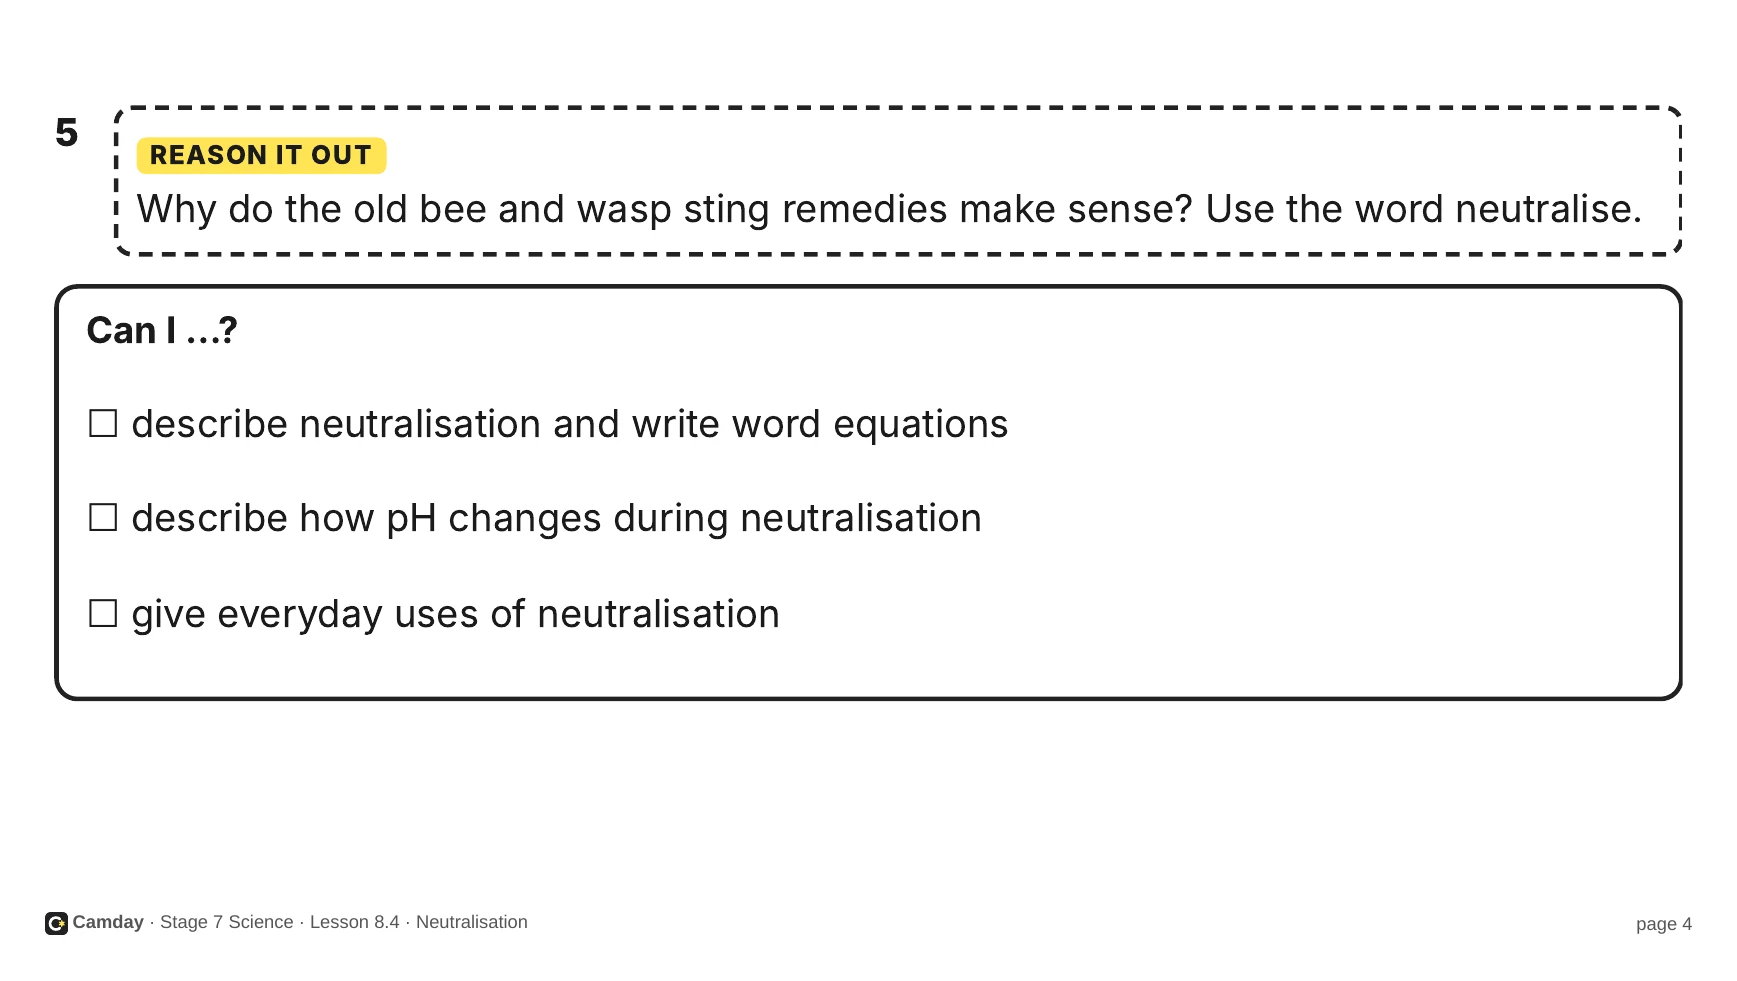 5
REASON IT OUT
Why do the old bee and wasp sting remedies make sense? Use the word neutralise.
Can I ...?
☐ describe neutralisation and write word equations
☐ describe how pH changes during neutralisation
☐ give everyday uses of neutralisation
Camday · Stage 7 Science · Lesson 8.4 · Neutralisation
page 4